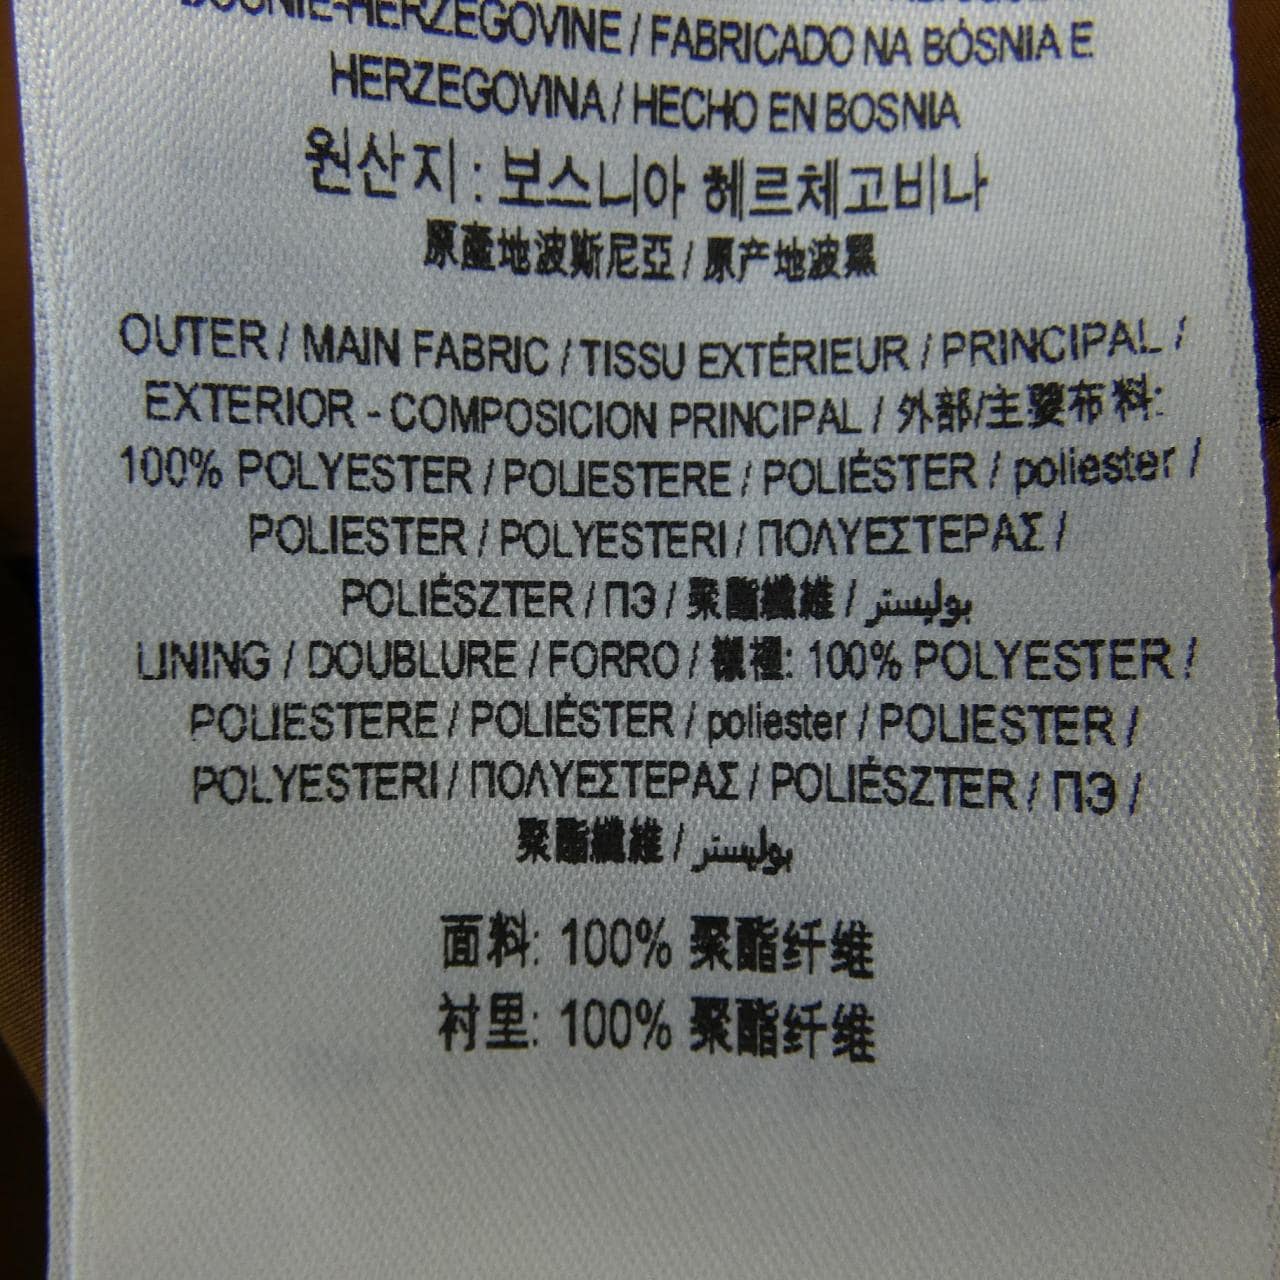 BOSNIE-HERZEGOVINE / FABRICADO NA BÓSNIA E
HERZEGOVINA / HECHO EN BOSNIA
원산지 : 보스니아 헤르체고비나
原產地波斯尼亞 / 原产地波黑
OUTER / MAIN FABRIC / TISSU EXTÉRIEUR / PRINCIPAL /
EXTERIOR - COMPOSICION PRINCIPAL / 外部/主要布料:
100% POLYESTER / POLIESTERE / POLIÉSTER / poliester /
POLIESTER / POLYESTERI / ΠΟΛΥΕΣΤΕΡΑΣ /
POLIÉSZTER / ПЭ / 聚酯纖維 / بوليستر
LINING / DOUBLURE / FORRO / 襯裡: 100% POLYESTER /
POLIESTERE / POLIÉSTER / poliester / POLIESTER /
POLYESTERI / ΠΟΛΥΕΣΤΕΡΑΣ / POLIÉSZTER / ПЭ /
聚酯纖維 / بوليستر
面料: 100% 聚酯纤维
衬里: 100% 聚酯纤维